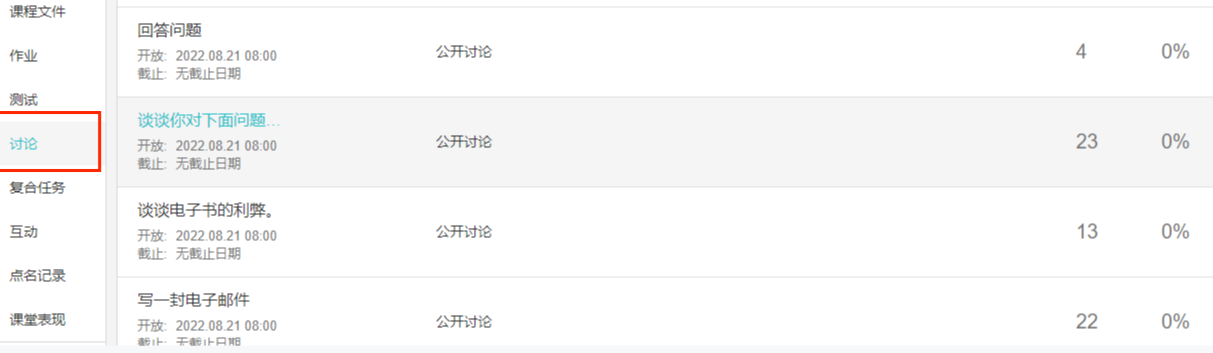 课程文件
作业
测试
讨论
复合任务
互动
点名记录
课堂表现
回答问题
开放: 2022.08.21 08:00
截止: 无截止日期
公开讨论
4
0%
谈谈你对下面问题...
开放: 2022.08.21 08:00
截止: 无截止日期
公开讨论
23
0%
谈谈电子书的利弊。
开放: 2022.08.21 08:00
截止: 无截止日期
公开讨论
13
0%
写一封电子邮件
开放: 2022.08.21 08:00
截止: 无截止日期
公开讨论
22
0%